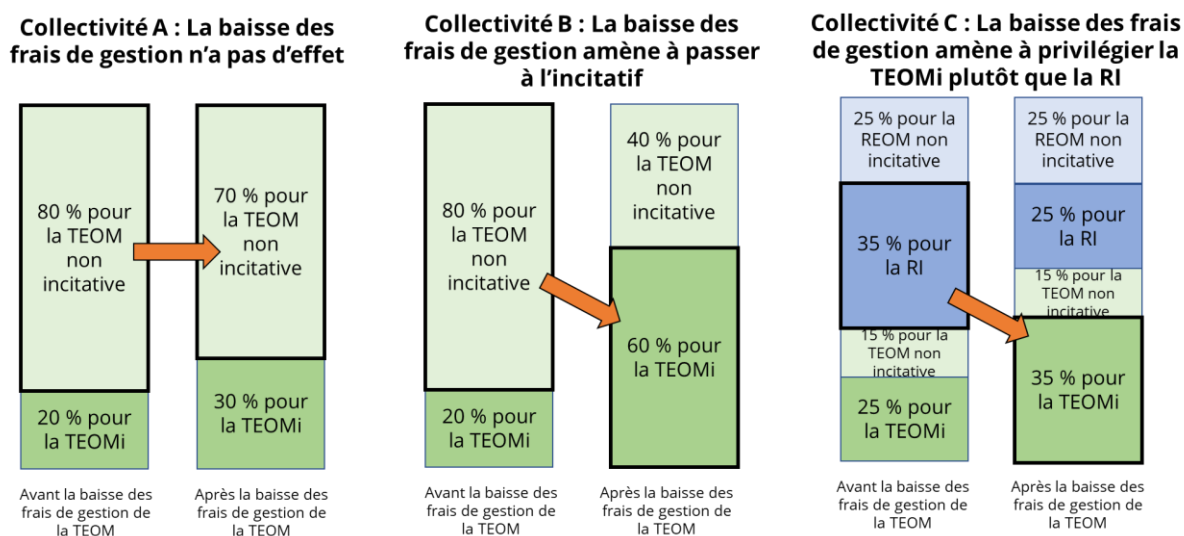 Collectivité A : La baisse des
frais de gestion n'a pas d'effet
80 % pour
la TEOM
non
incitative
20 % pour
la TEOMi
70 % pour
la TEOM
non
incitative
30 % pour
la TEOMi
Avant la baisse des
frais de gestion de
la TEOM
Après la baisse des
frais de gestion de
la TEOM
Collectivité B : La baisse des
frais de gestion amène à passer
à l'incitatif
80 % pour
la TEOM
non
incitative
20 % pour
la TEOMi
40 % pour
la TEOM
non
incitative
60 % pour
la TEOMi
Avant la baisse des
frais de gestion de
la TEOM
Après la baisse des
frais de gestion de
la TEOM
Collectivité C : La baisse des frais
de gestion amène à privilégier la
TEOMi plutôt que la RI
25 % pour la
REOM non
incitative
35 % pour
la RI
15 % pour la
TEOM non
incitative
25 % pour
la TEOMi
25 % pour la
REOM non
incitative
25 % pour
la RI
15 % pour
la TEOM non
incitative
35 % pour
la TEOMi
Avant la baisse des
frais de gestion de
la TEOM
Après la baisse des
frais de gestion de
la TEOM